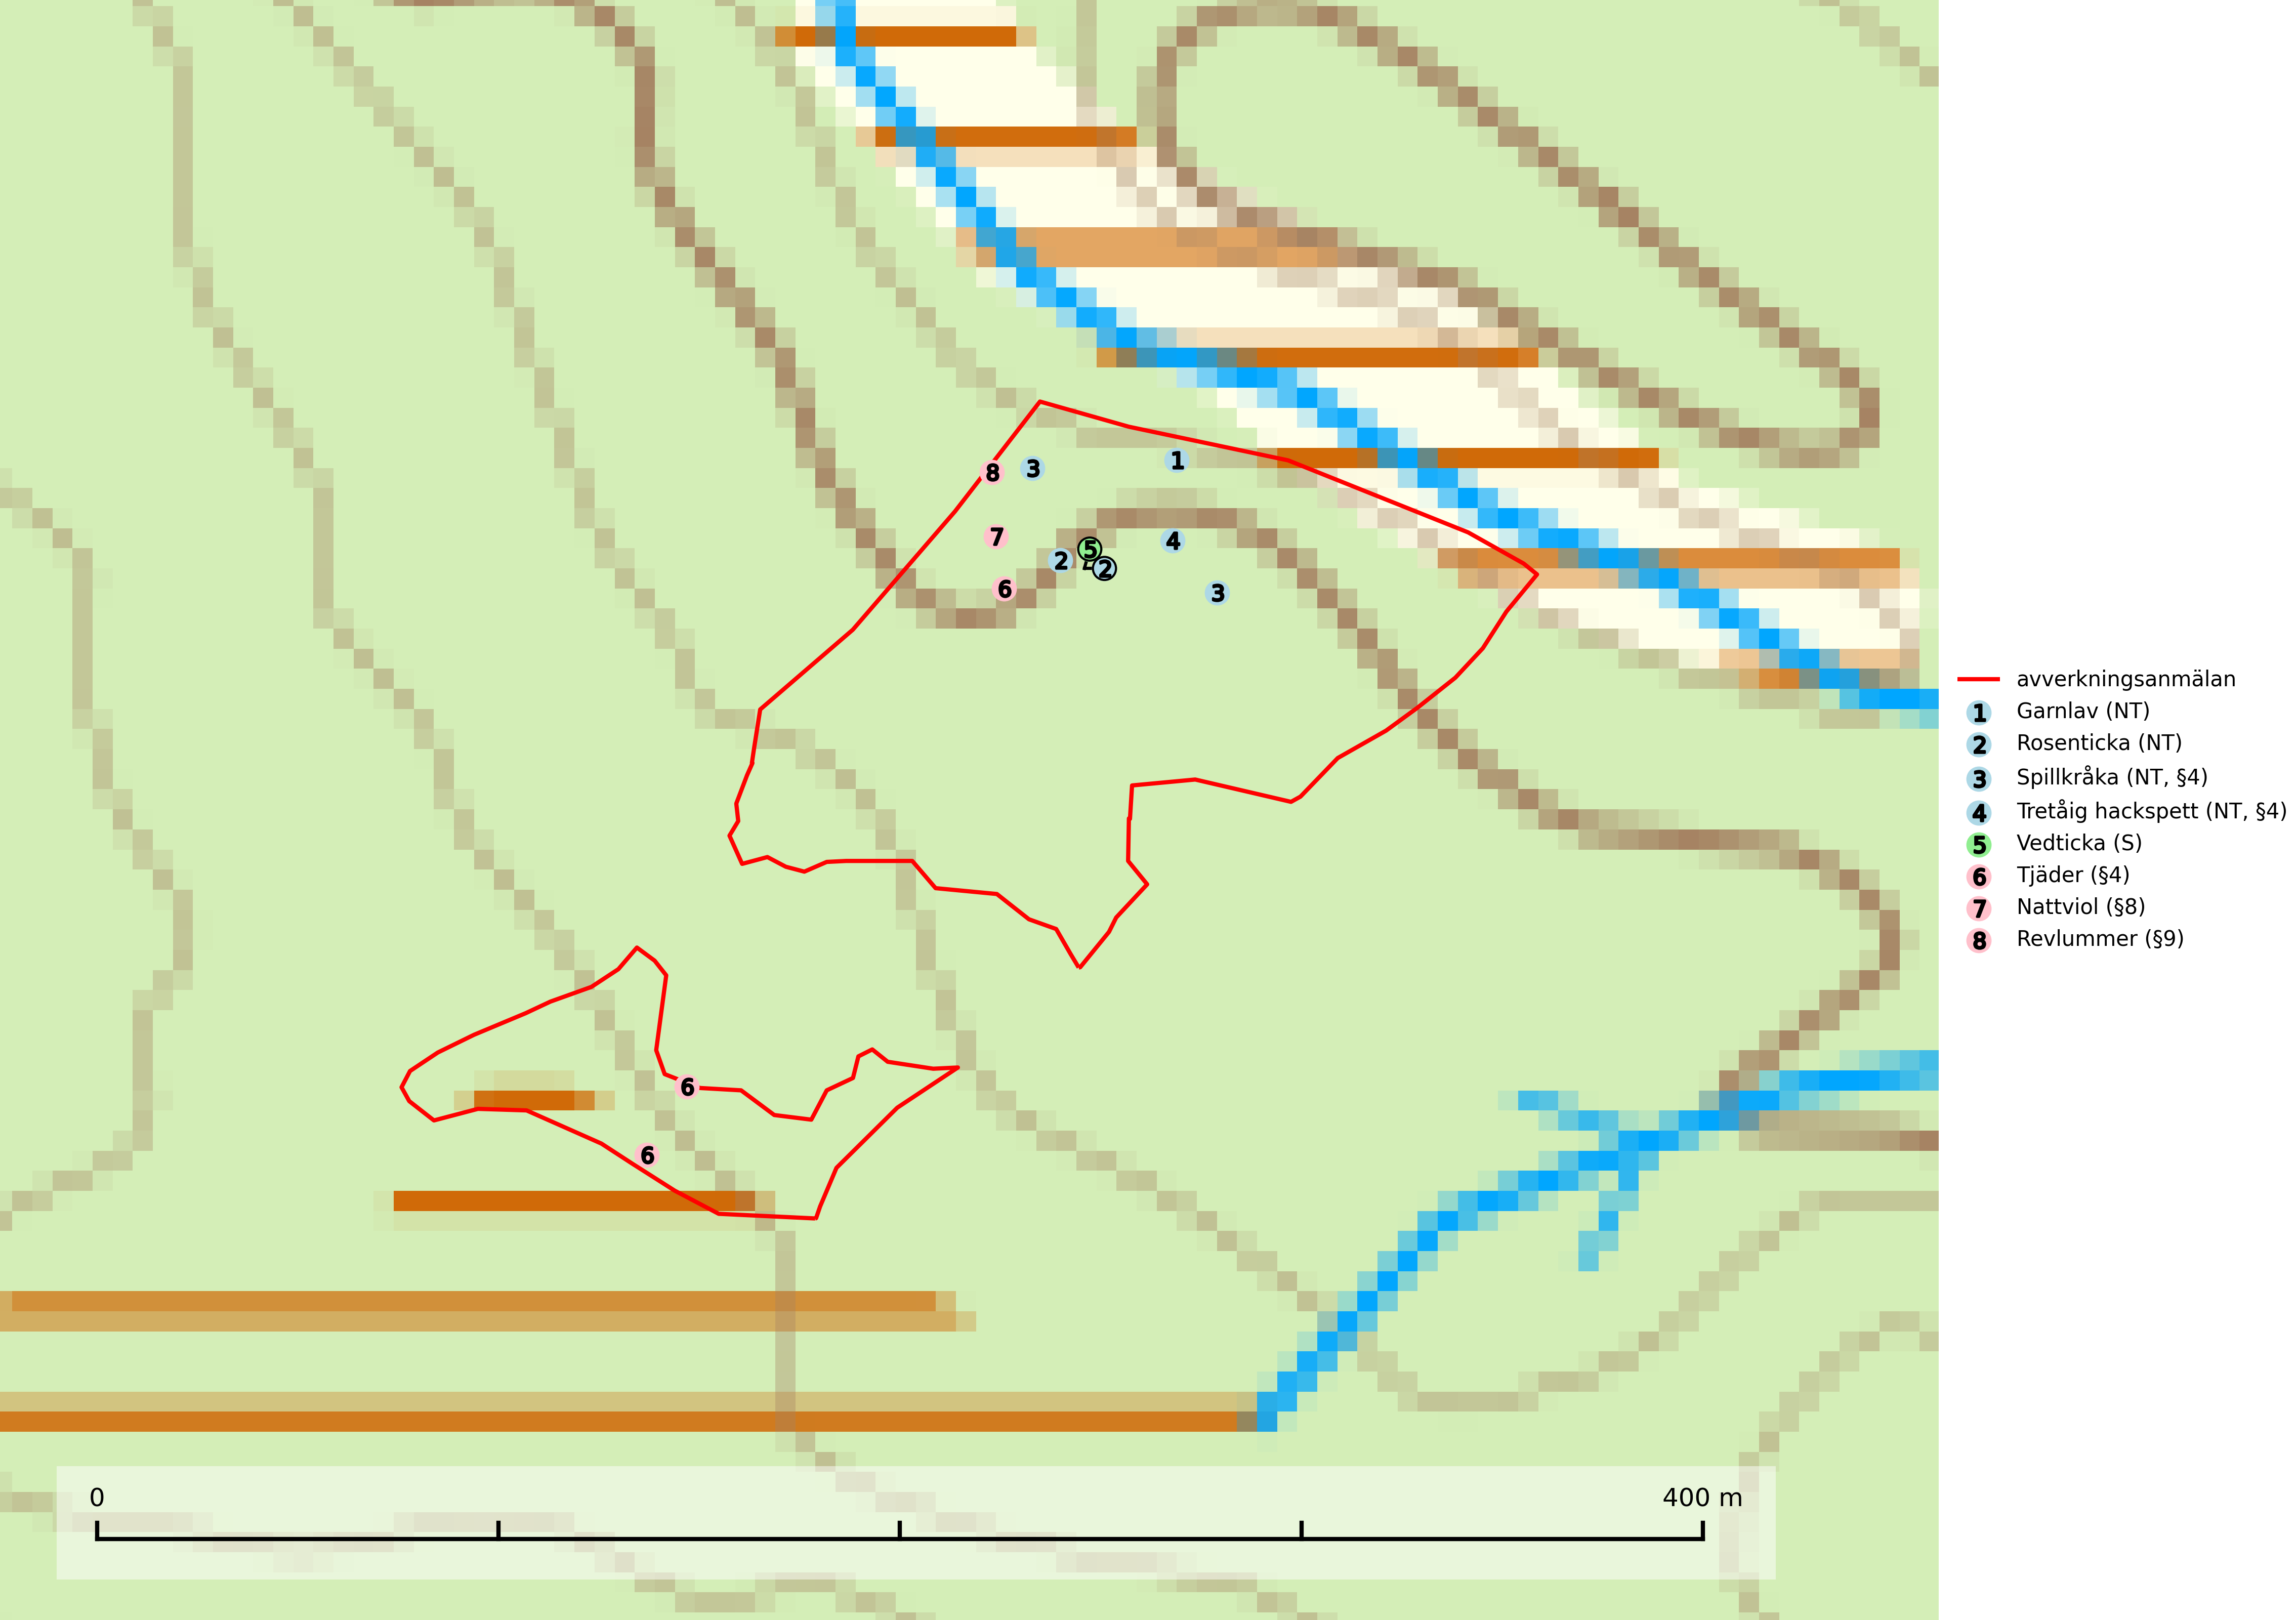 8 3 1
7 4
2 5 2
6 3
6
6
0 400 m
avverkningsanmälan
1 Garnlav (NT)
2 Rosenticka (NT)
3 Spillkråka (NT, §4)
4 Tretåig hackspett (NT, §4)
5 Vedticka (S)
6 Tjäder (§4)
7 Nattviol (§8)
8 Revlummer (§9)